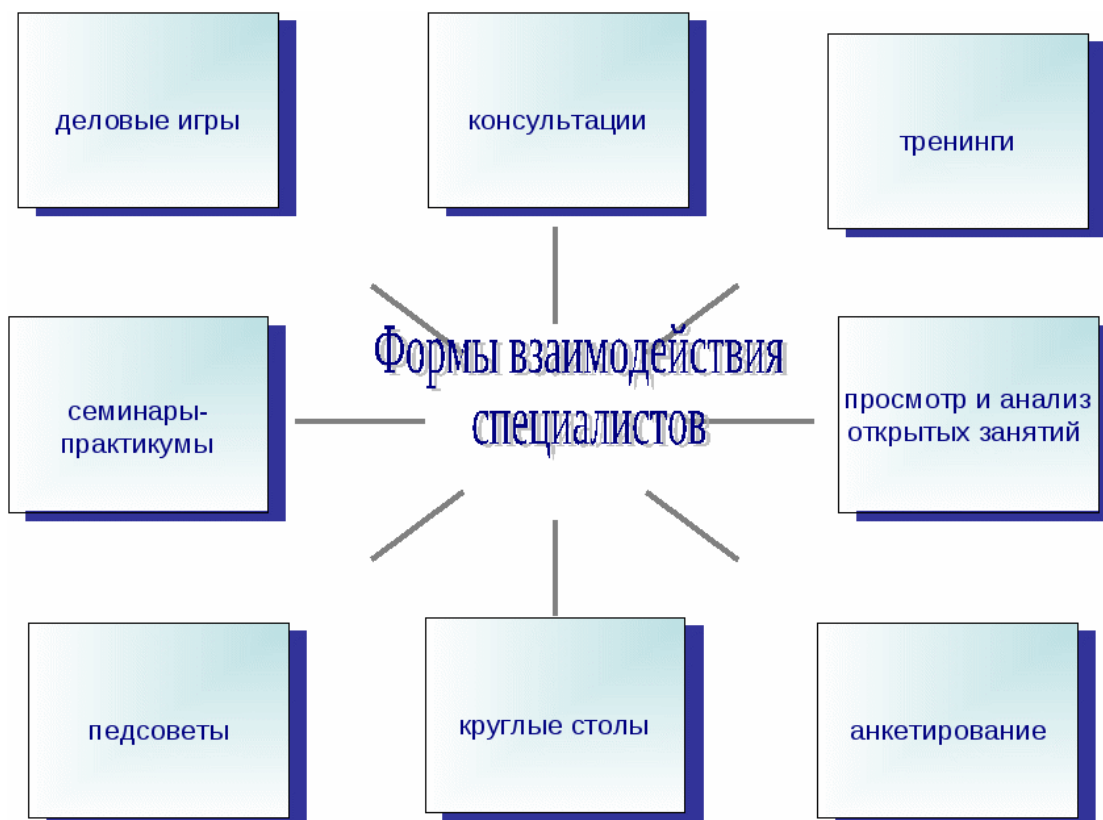 деловые игры
консультации
тренинги
Формы взаимодействия
специалистов
семинары-
практикумы
просмотр и анализ
открытых занятий
педсоветы
круглые столы
анкетирование